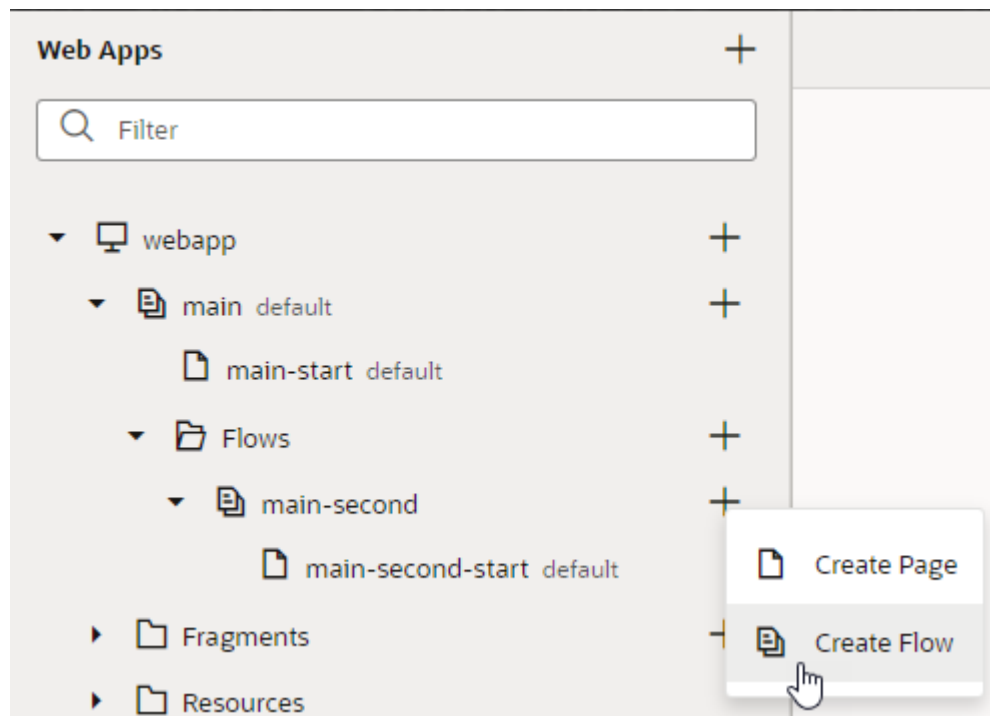 Web Apps
Filter
webapp
main default
main-start default
Flows
main-second
main-second-start default
Create Page
Fragments
Create Flow
Resources